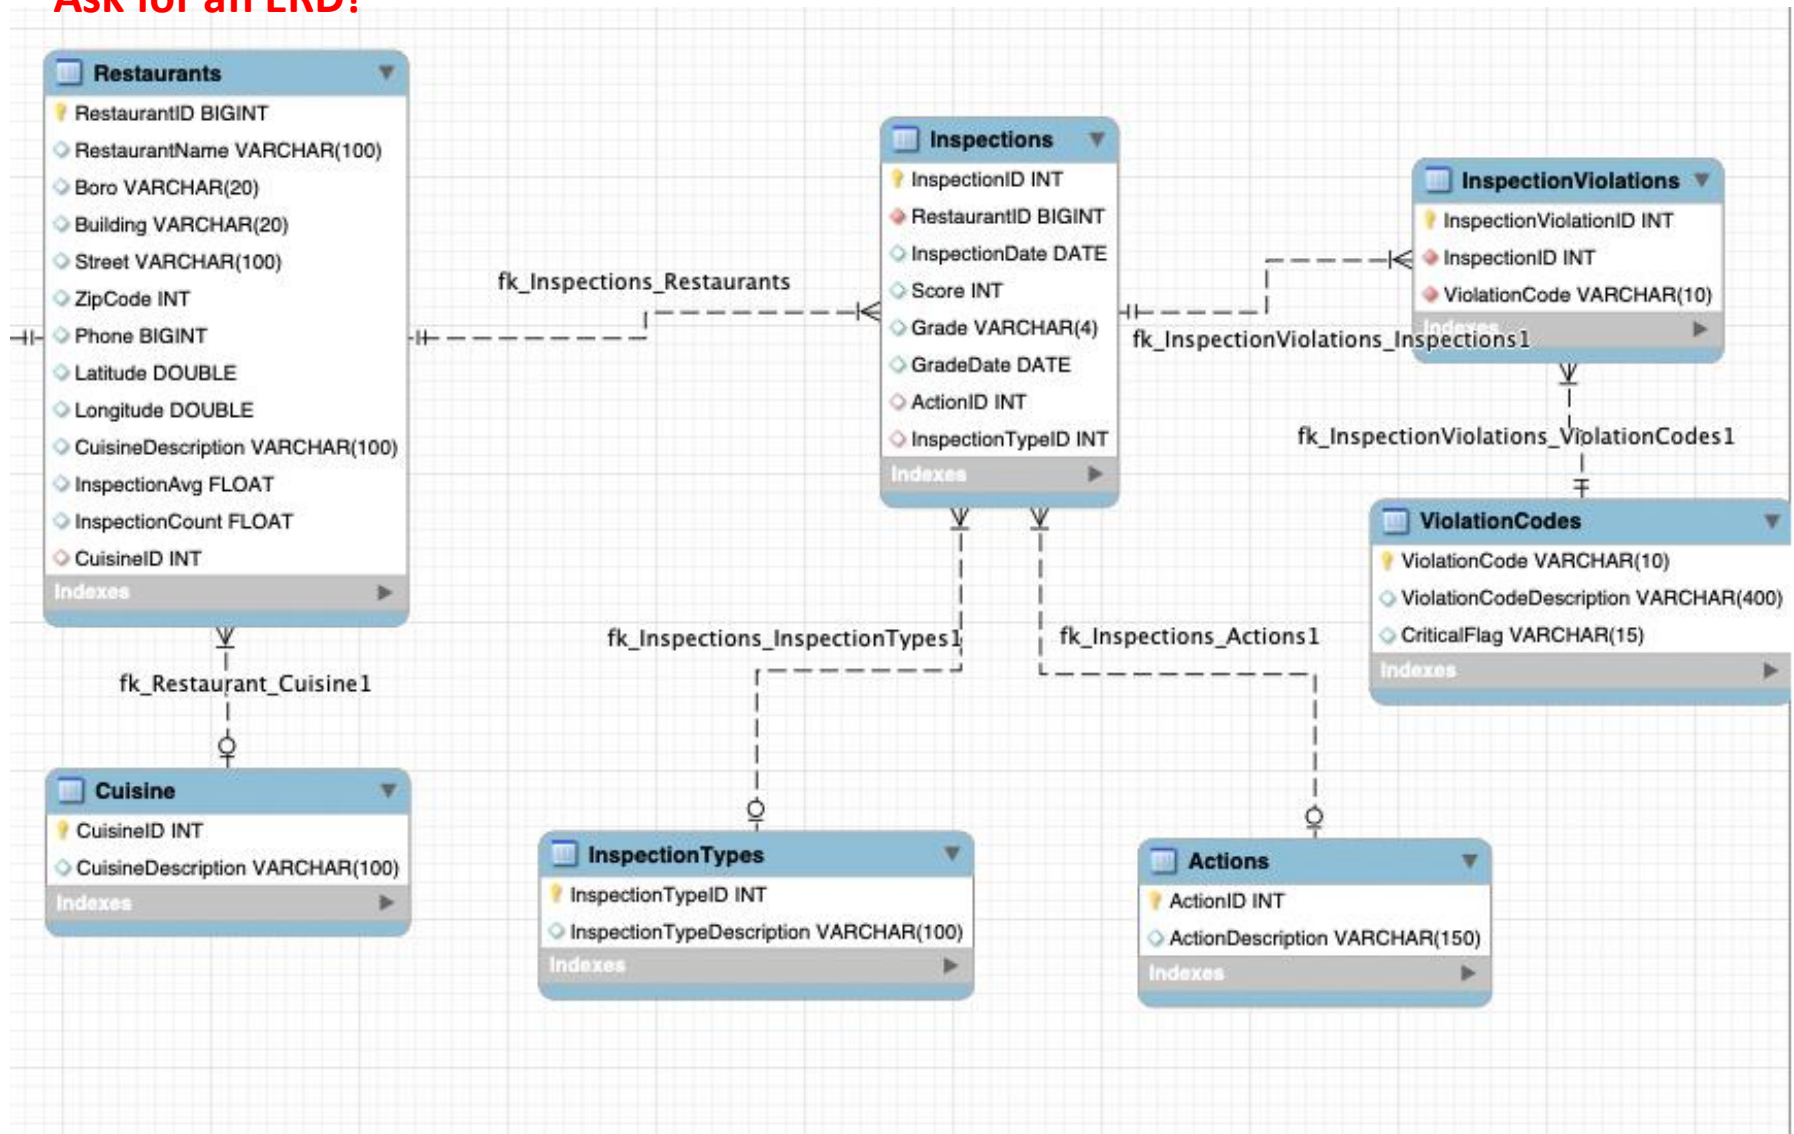 Ask for an ERD!
Restaurants
RestaurantID BIGINT
RestaurantName VARCHAR(100)
Boro VARCHAR(20)
Building VARCHAR(20)
Street VARCHAR(100)
ZipCode INT
Phone BIGINT
Latitude DOUBLE
Longitude DOUBLE
CuisineDescription VARCHAR(100)
InspectionAvg FLOAT
InspectionCount FLOAT
CuisineID INT
Indexes
fk_Inspections_Restaurants
Inspections
InspectionID INT
RestaurantID BIGINT
InspectionDate DATE
Score INT
Grade VARCHAR(4)
GradeDate DATE
ActionID INT
InspectionTypeID INT
Indexes
InspectionViolations
InspectionViolationID INT
InspectionID INT
ViolationCode VARCHAR(10)
Indexes
fk_InspectionViolations_Inspections1
fk_InspectionViolations_ViolationCodes1
ViolationCodes
ViolationCode VARCHAR(10)
ViolationCodeDescription VARCHAR(400)
CriticalFlag VARCHAR(15)
Indexes
fk_Restaurant_Cuisine1
fk_Inspections_InspectionTypes1
fk_Inspections_Actions1
Cuisine
CuisineID INT
CuisineDescription VARCHAR(100)
Indexes
InspectionTypes
InspectionTypeID INT
InspectionTypeDescription VARCHAR(100)
Indexes
Actions
ActionID INT
ActionDescription VARCHAR(150)
Indexes